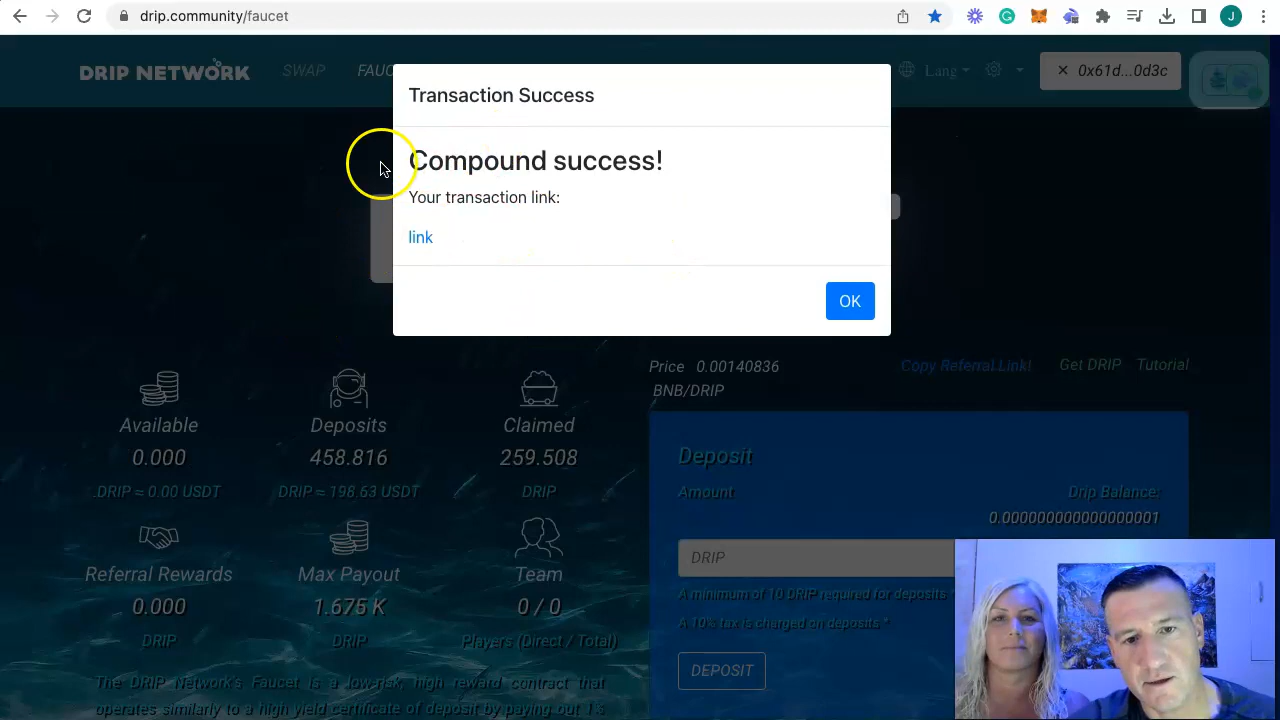 drip.community/faucet
J
DRIP NETWORK
SWAP
FAUC
Lang
0x61d...0d3c
Transaction Success
Compound success!
Your transaction link:
link
OK
Price 0.00140836
BNB/DRIP
Copy Referral Link!
Get DRIP
Tutorial
Available
0.000
DRIP ≈ 0.00 USDT
Deposits
458.816
DRIP ≈ 198.63 USDT
Claimed
259.508
DRIP
Referral Rewards
0.000
DRIP
Max Payout
1.675 K
DRIP
Team
0 / 0
Players (Direct / Total)
Deposit
Amount
Drip Balance:
0.000000000000000001
DRIP
A minimum of 10 DRIP required for deposits *
A 10% tax is charged on deposits *
DEPOSIT
The DRIP Network's Faucet is a low-risk, high reward contract that
operates similarly to a high yield certificate of deposit by paying out 1%